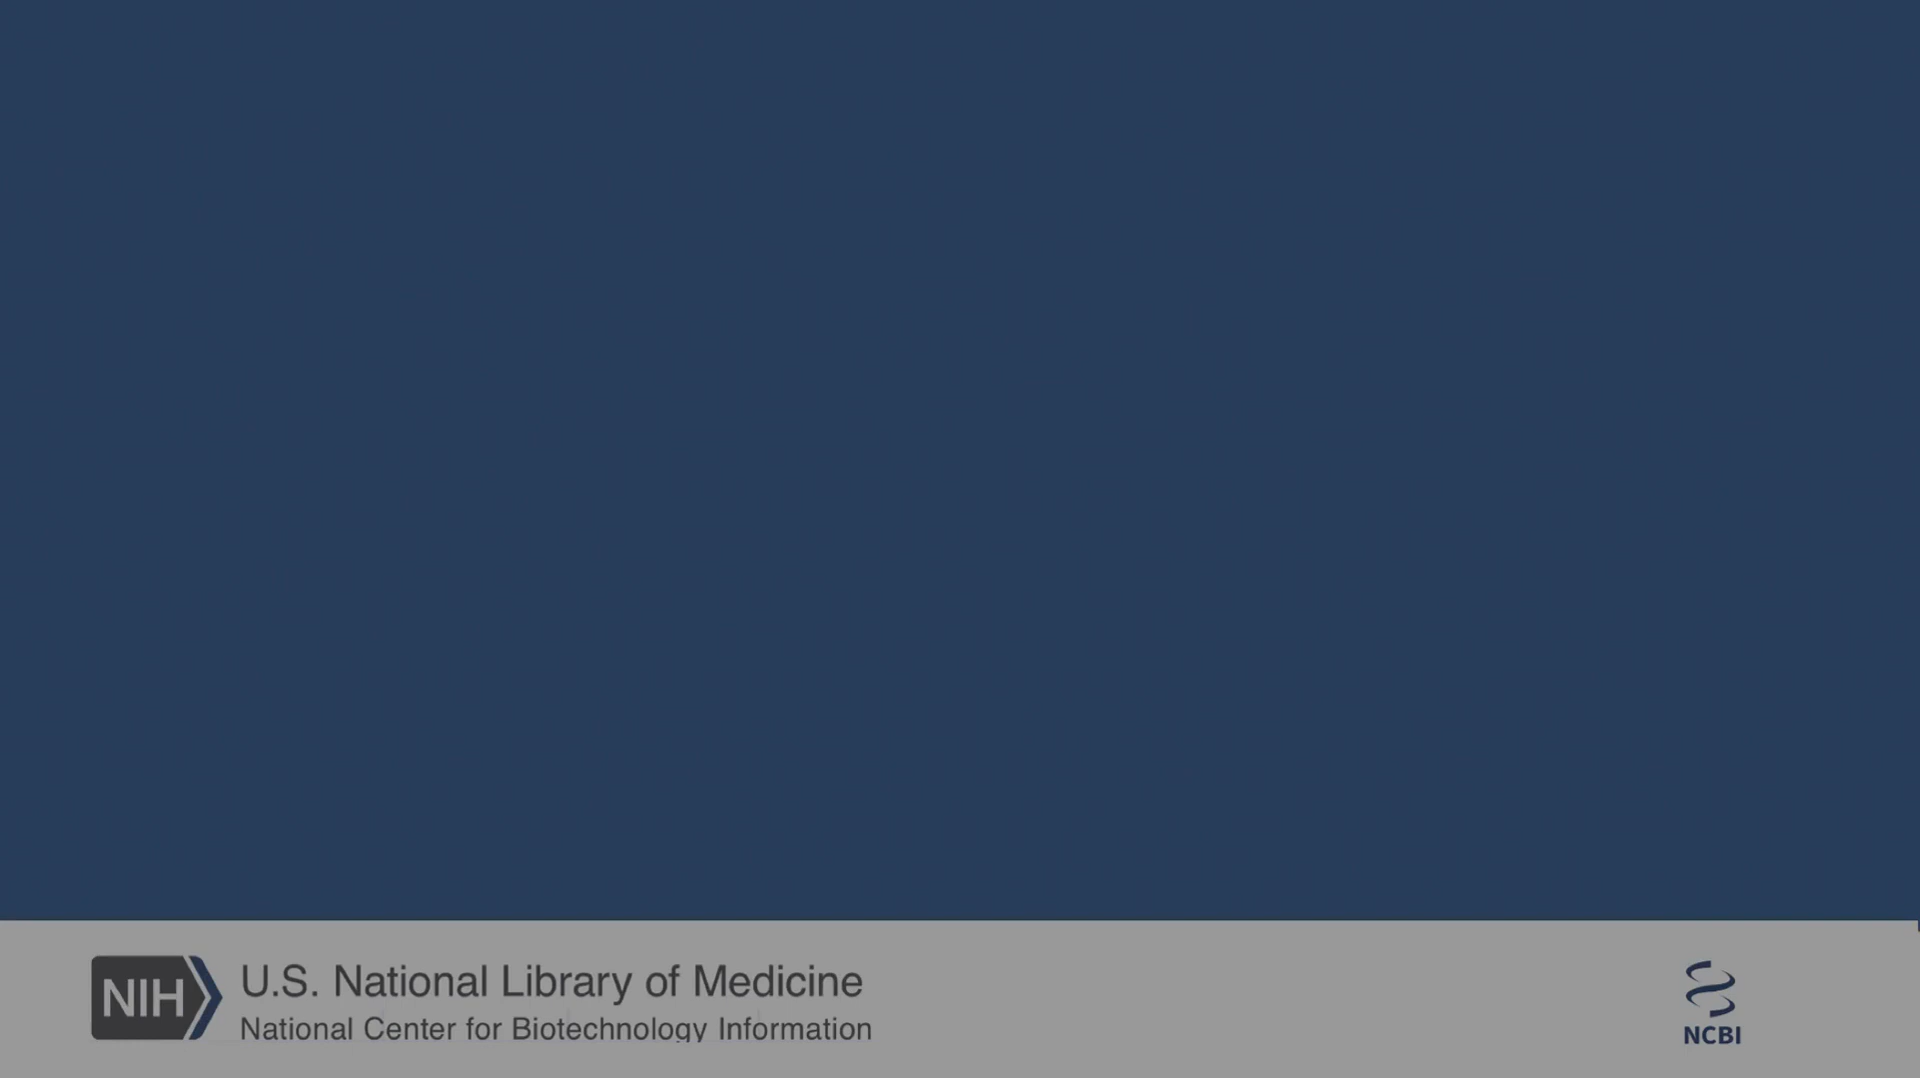 NIH
U.S. National Library of Medicine
National Center for Biotechnology Information
NCBI